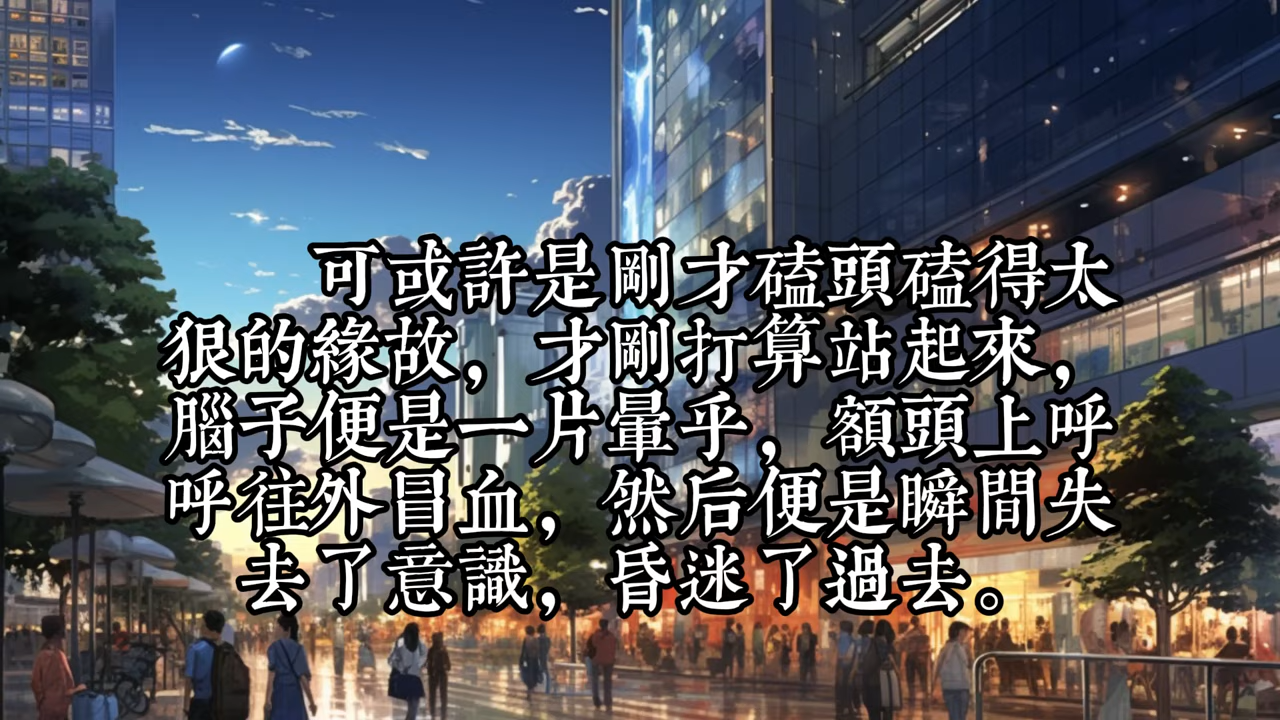 可或許是剛才磕頭磕得太
狠的緣故，才剛打算站起來，
腦子便是一片暈乎，額頭上呼
呼往外冒血，然后便是瞬間失
去了意識，昏迷了過去。